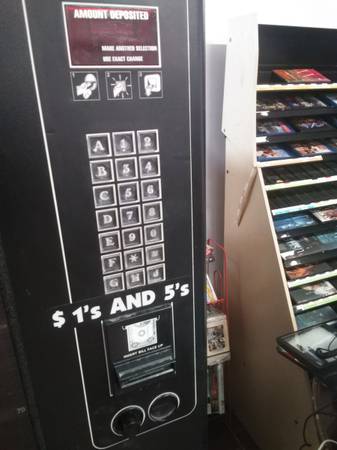 AMOUNT DEPOSITED
MAKE ANOTHER SELECTION
USE EXACT CHANGE
A 1 2
B 3 4
C 5 6
D 7 8
E 9 0
F *
G H J
$ 1's AND 5's
INSERT BILL FACE UP